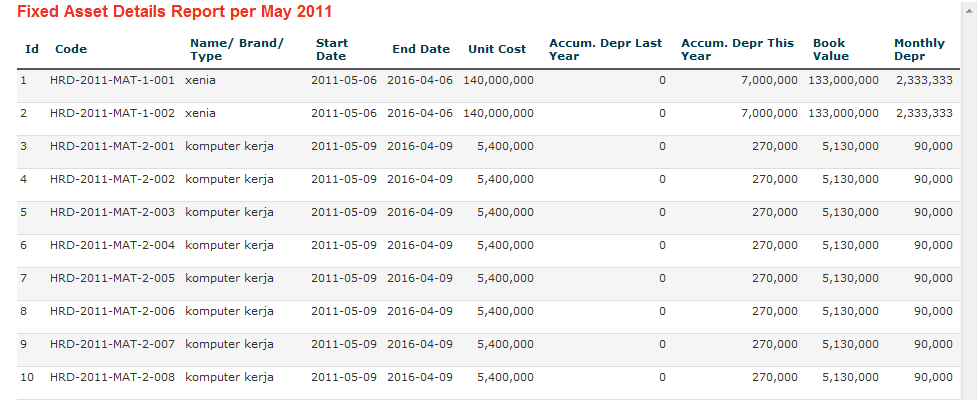 Fixed Asset Details Report per May 2011
Id Code Name/ Brand/ Type Start Date End Date Unit Cost Accum. Depr Last Year Accum. Depr This Year Book Value Monthly Depr
1 HRD-2011-MAT-1-001 xenia 2011-05-06 2016-04-06 140,000,000 0 7,000,000 133,000,000 2,333,333
2 HRD-2011-MAT-1-002 xenia 2011-05-06 2016-04-06 140,000,000 0 7,000,000 133,000,000 2,333,333
3 HRD-2011-MAT-2-001 komputer kerja 2011-05-09 2016-04-09 5,400,000 0 270,000 5,130,000 90,000
4 HRD-2011-MAT-2-002 komputer kerja 2011-05-09 2016-04-09 5,400,000 0 270,000 5,130,000 90,000
5 HRD-2011-MAT-2-003 komputer kerja 2011-05-09 2016-04-09 5,400,000 0 270,000 5,130,000 90,000
6 HRD-2011-MAT-2-004 komputer kerja 2011-05-09 2016-04-09 5,400,000 0 270,000 5,130,000 90,000
7 HRD-2011-MAT-2-005 komputer kerja 2011-05-09 2016-04-09 5,400,000 0 270,000 5,130,000 90,000
8 HRD-2011-MAT-2-006 komputer kerja 2011-05-09 2016-04-09 5,400,000 0 270,000 5,130,000 90,000
9 HRD-2011-MAT-2-007 komputer kerja 2011-05-09 2016-04-09 5,400,000 0 270,000 5,130,000 90,000
10 HRD-2011-MAT-2-008 komputer kerja 2011-05-09 2016-04-09 5,400,000 0 270,000 5,130,000 90,000